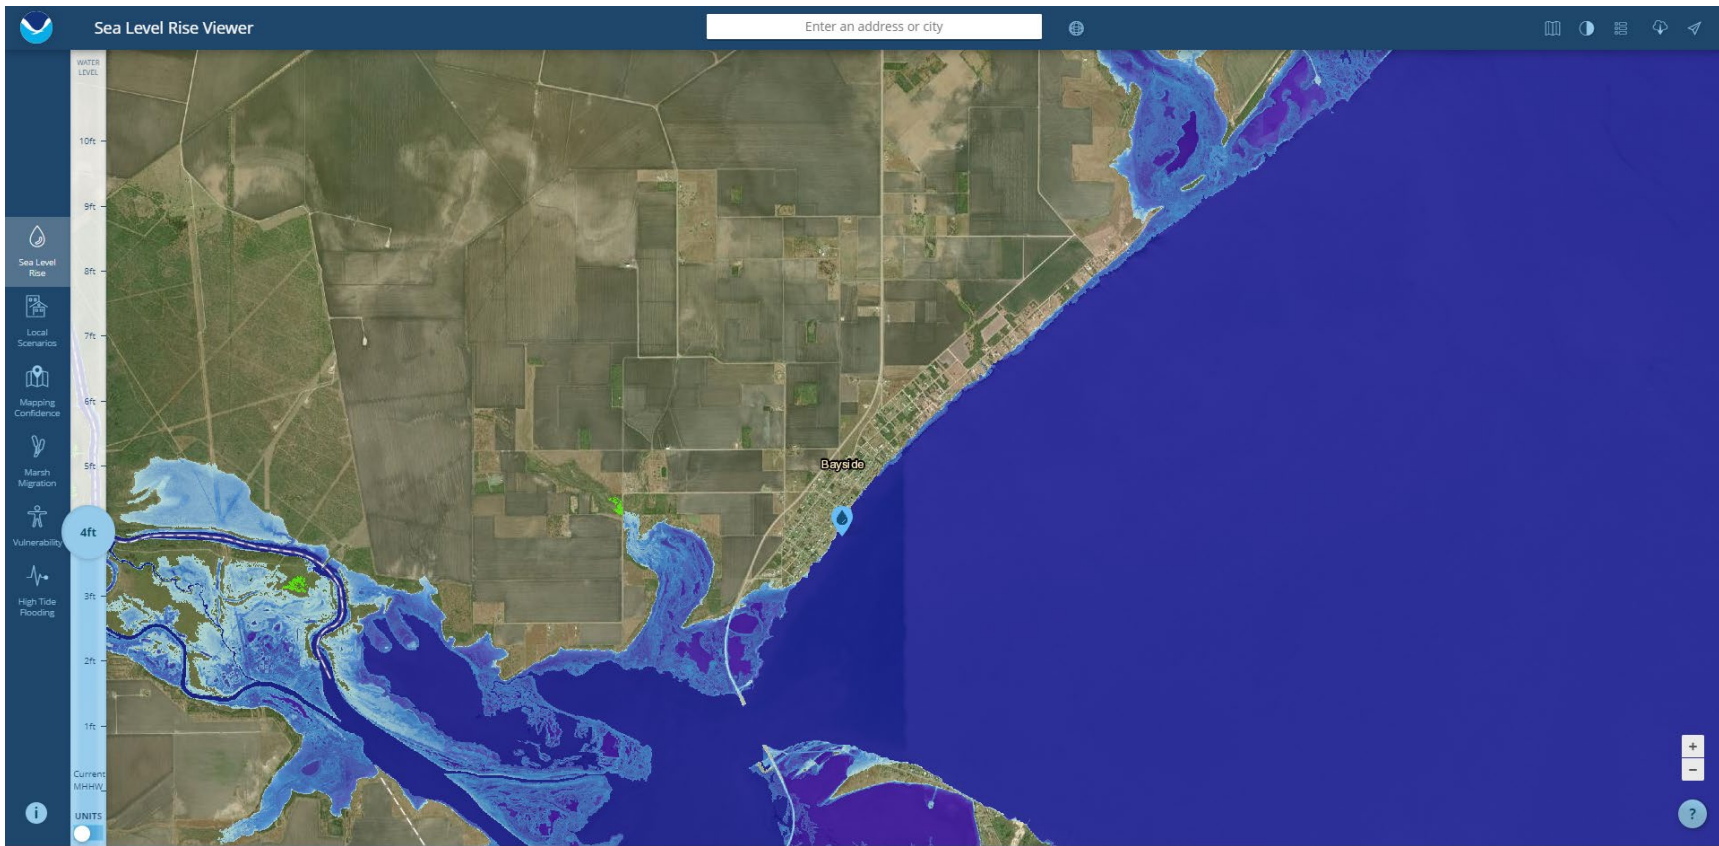 Sea Level Rise Viewer
Enter an address or city
WATER
LEVEL
10ft
9ft
8ft
7ft
6ft
5ft
4ft
3ft
2ft
1ft
Current
MHHW
UNITS
Sea Level
Rise
Local
Scenarios
Mapping
Confidence
Marsh
Migration
Vulnerability
High Tide
Flooding
i
Bayside
+
−
?